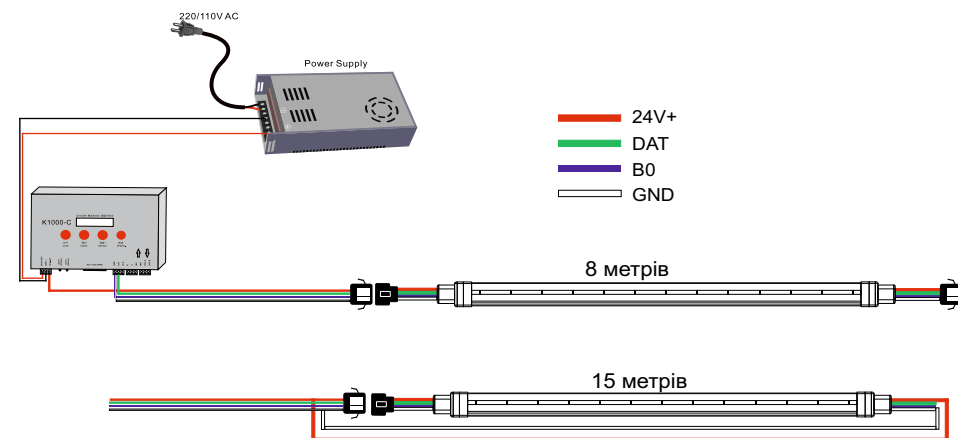 220/110V AC
Power Supply
24V+
DAT
B0
GND
K1000-C
8 метрів
15 метрів